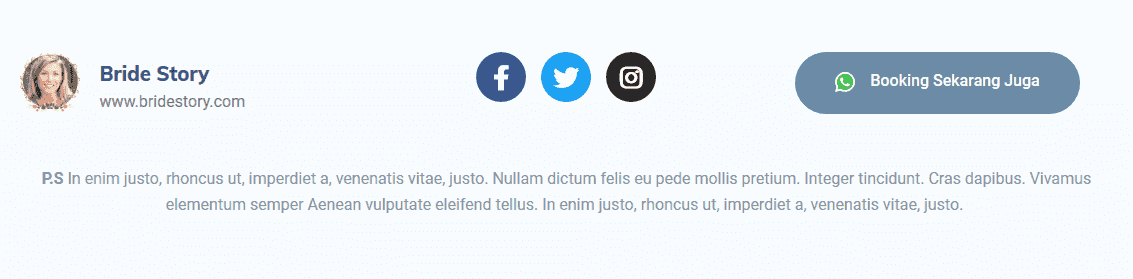 Bride Story
www.bridestory.com
Booking Sekarang Juga
P.S In enim justo, rhoncus ut, imperdiet a, venenatis vitae, justo. Nullam dictum felis eu pede mollis pretium. Integer tincidunt. Cras dapibus. Vivamus
elementum semper Aenean vulputate eleifend tellus. In enim justo, rhoncus ut, imperdiet a, venenatis vitae, justo.